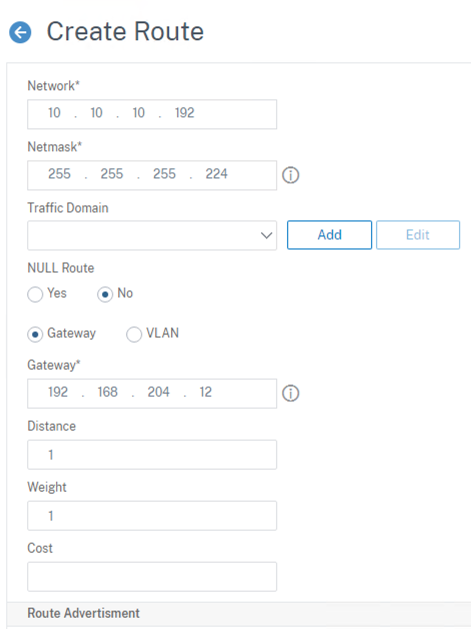 Create Route
Network*
10 . 10 . 10 . 192
Netmask*
255 . 255 . 255 . 224
Traffic Domain
Add Edit
NULL Route
Yes No
Gateway VLAN
Gateway*
192 . 168 . 204 . 12
Distance
1
Weight
1
Cost
Route Advertisment